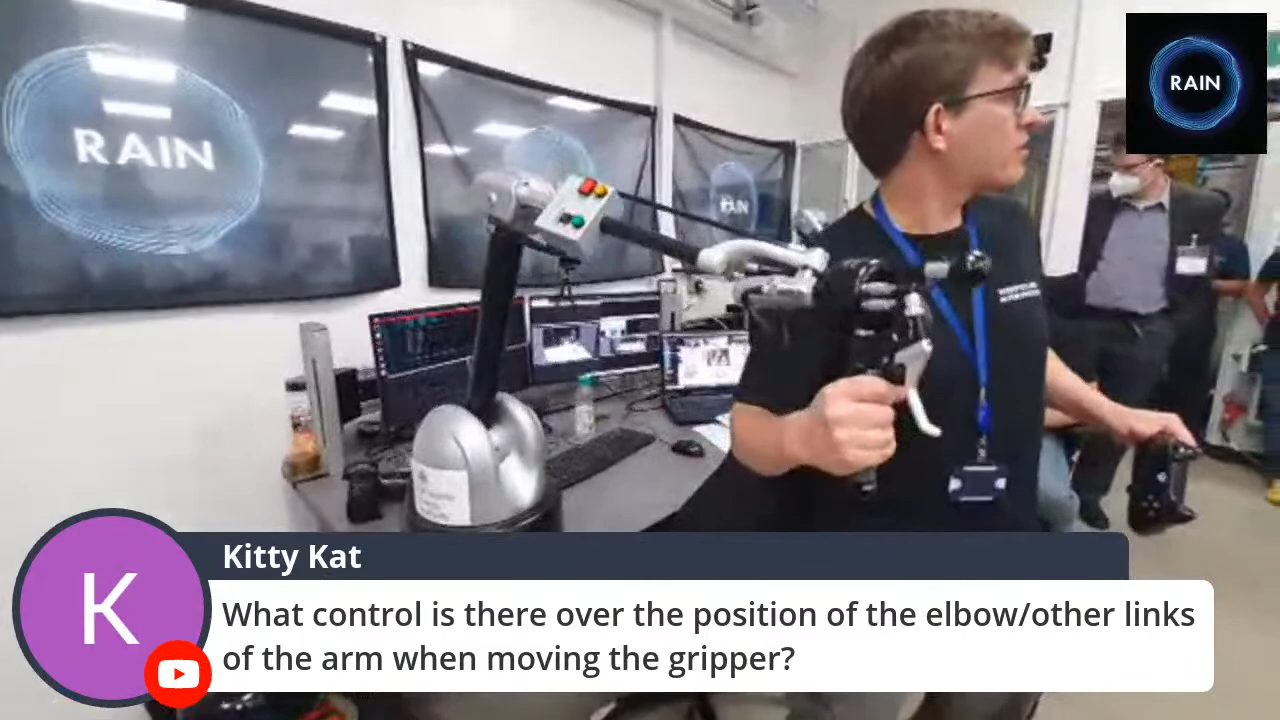 RAIN
RAIN
RAIN
K
Kitty Kat
What control is there over the position of the elbow/other links
of the arm when moving the gripper?